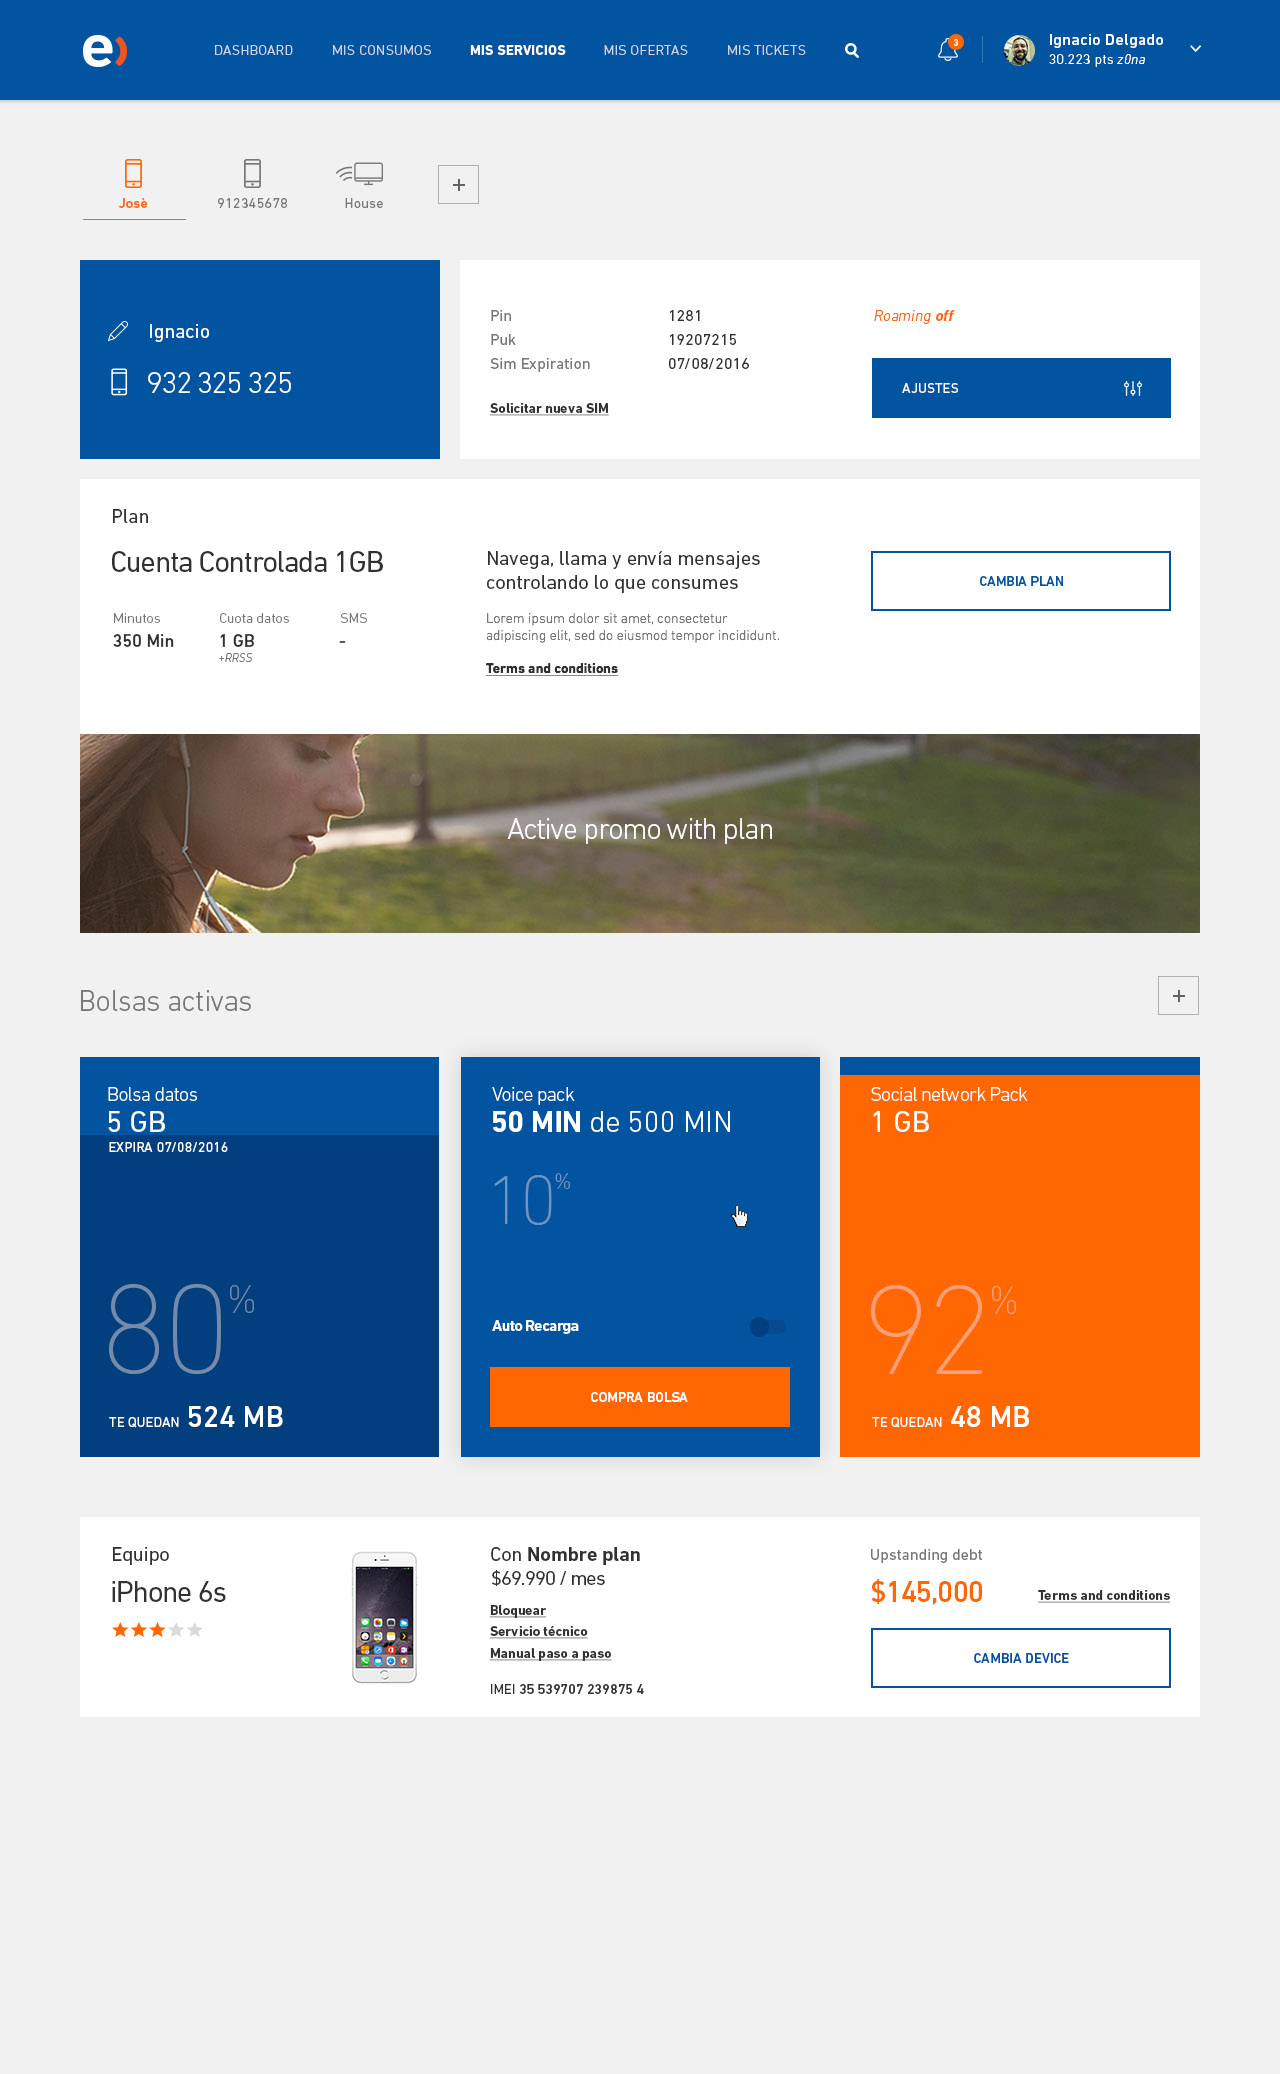 e)
DASHBOARD MIS CONSUMOS MIS SERVICIOS MIS OFERTAS MIS TICKETS
3
Ignacio Delgado
30.223 pts z0na
Josè
912345678
House
+
Ignacio
932 325 325
Pin 1281
Puk 19207215
Sim Expiration 07/08/2016
Solicitar nueva SIM
Roaming off
AJUSTES
Plan
Cuenta Controlada 1GB
Minutos Cuota datos SMS
350 Min 1 GB -
+RRSS
Navega, llama y envía mensajes
controlando lo que consumes
Lorem ipsum dolor sit amet, consectetur
adipiscing elit, sed do eiusmod tempor incididunt.
Terms and conditions
CAMBIA PLAN
Active promo with plan
Bolsas activas
+
Bolsa datos
5 GB
EXPIRA 07/08/2016
80%
TE QUEDAN 524 MB
Voice pack
50 MIN de 500 MIN
10%
Auto Recarga
COMPRA BOLSA
Social network Pack
1 GB
92%
TE QUEDAN 48 MB
Equipo
iPhone 6s
Con Nombre plan
$69.990 / mes
Bloquear
Servicio técnico
Manual paso a paso
IMEI 35 539707 239875 4
Upstanding debt
$145,000
Terms and conditions
CAMBIA DEVICE